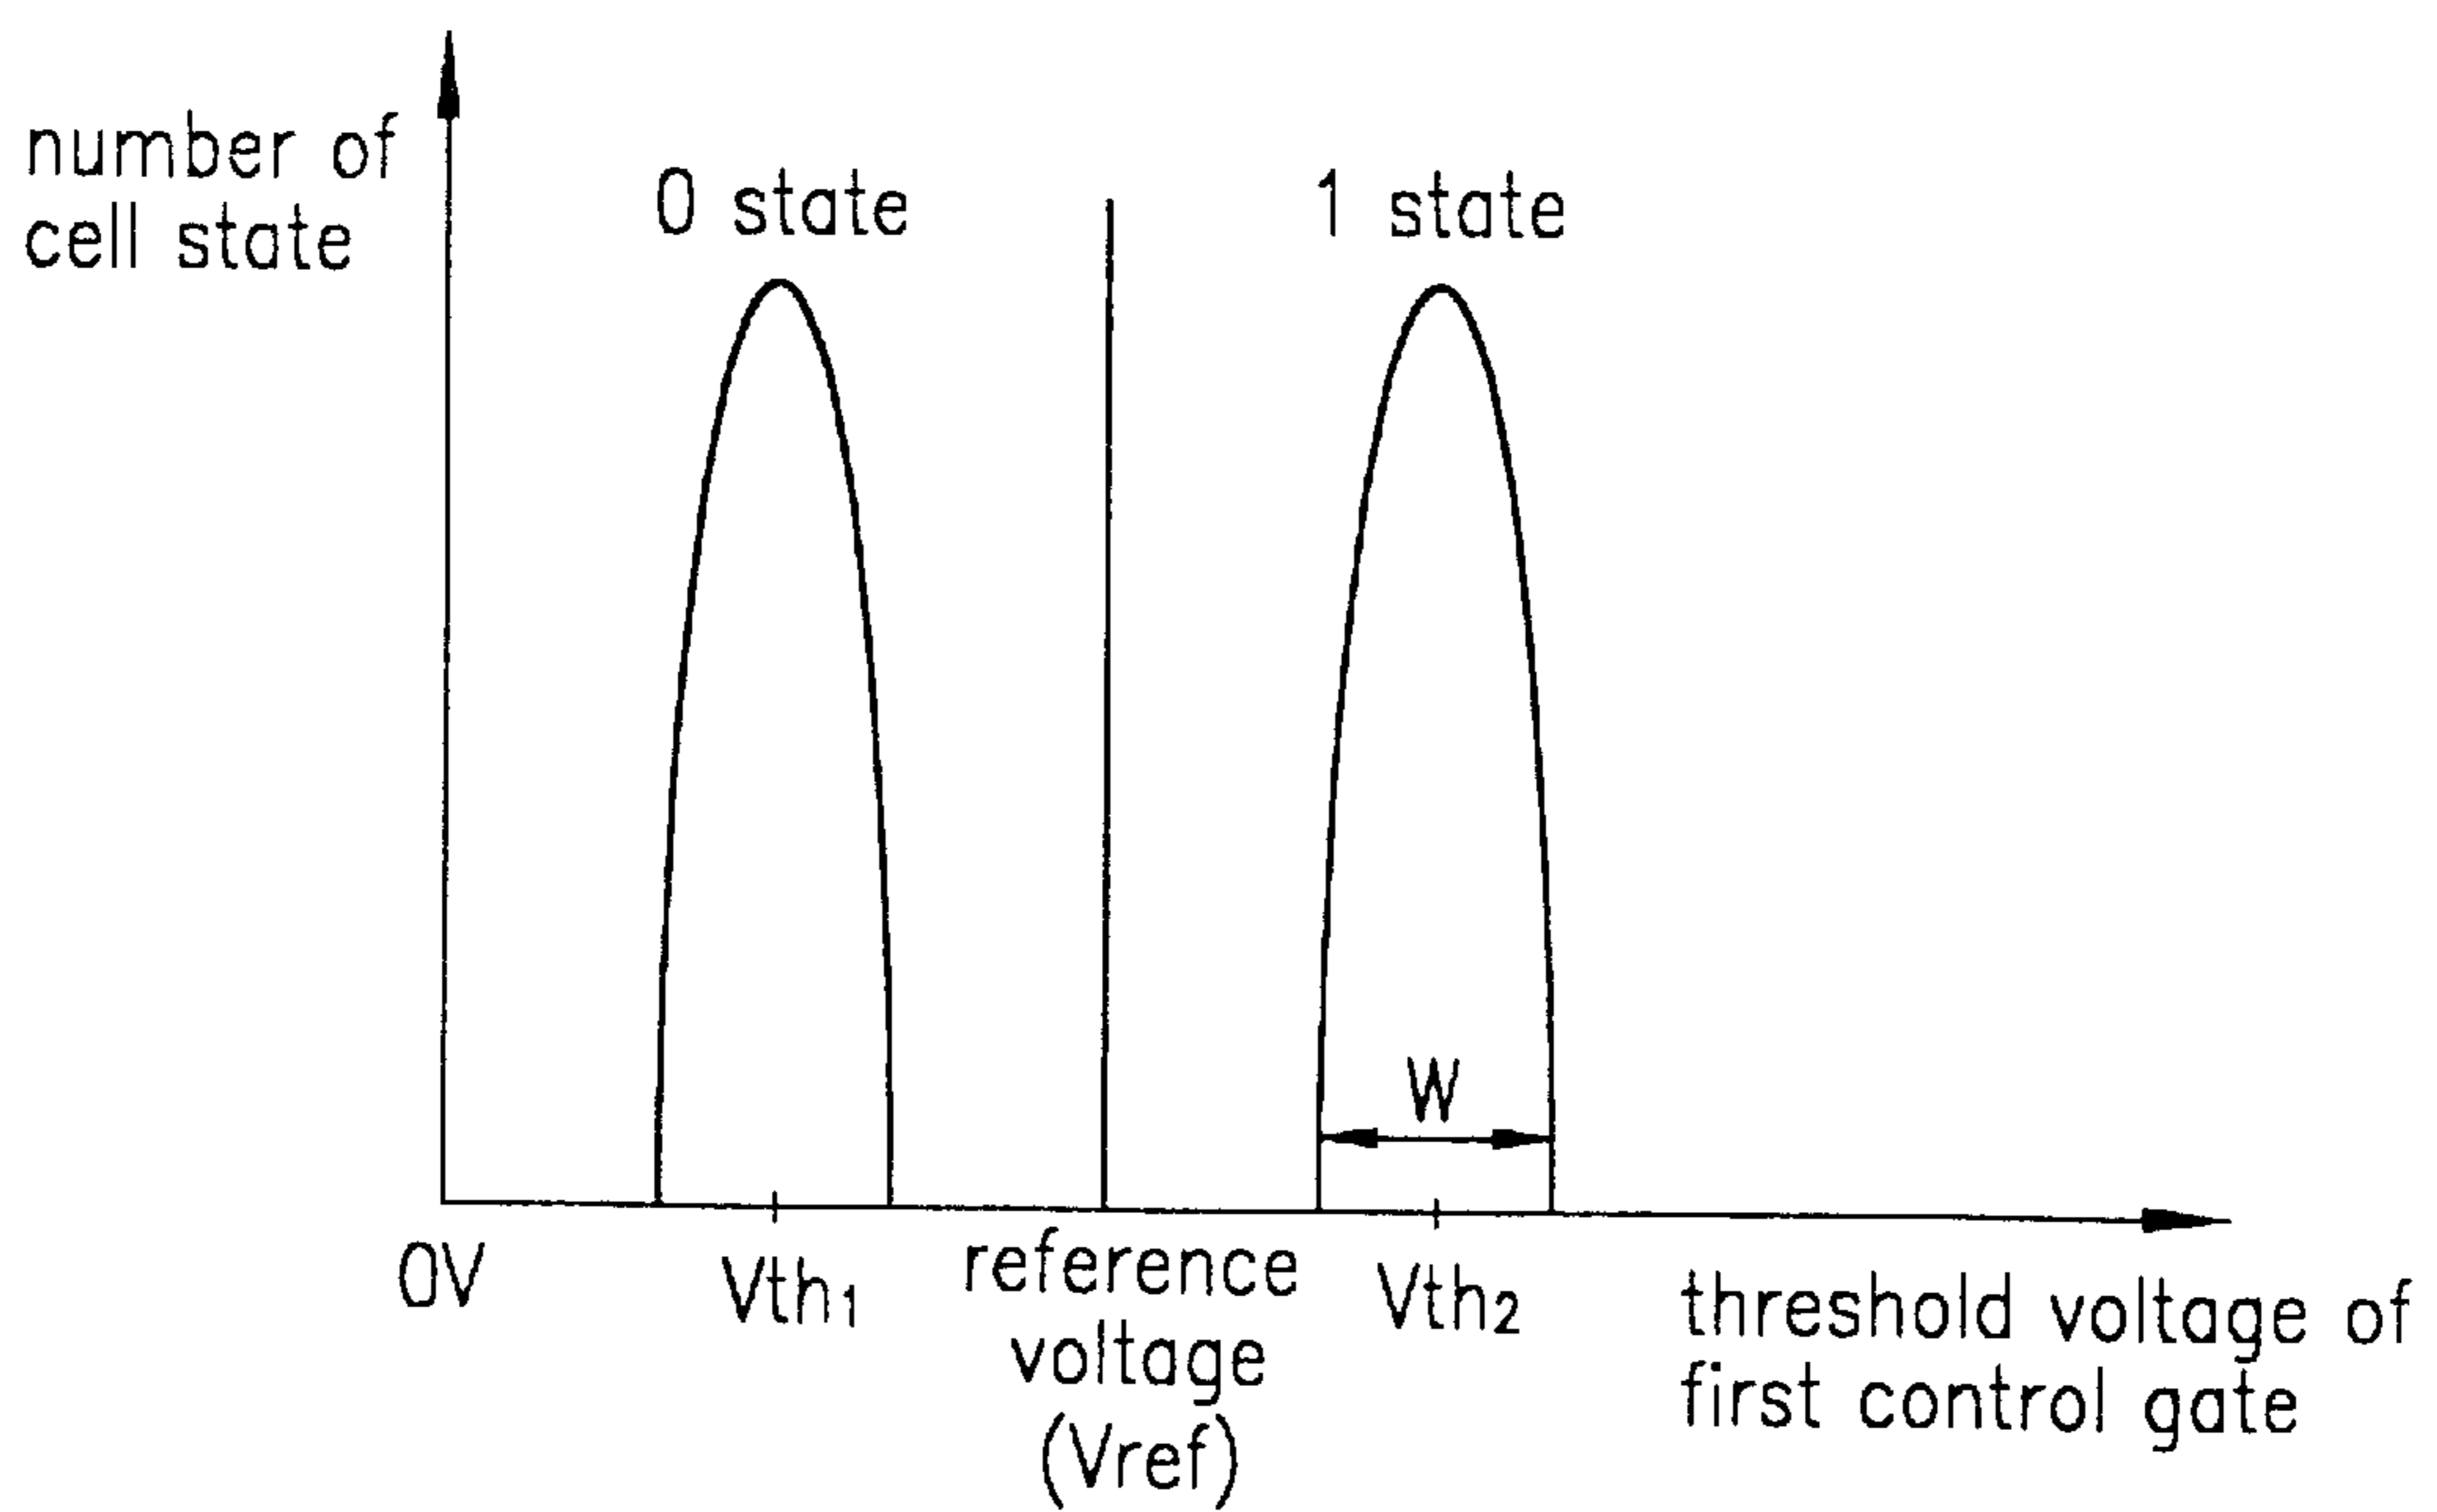 number of
cell state
0 state
1 state
W
0V
Vth1
reference
voltage
(Vref)
Vth2
threshold voltage of
first control gate